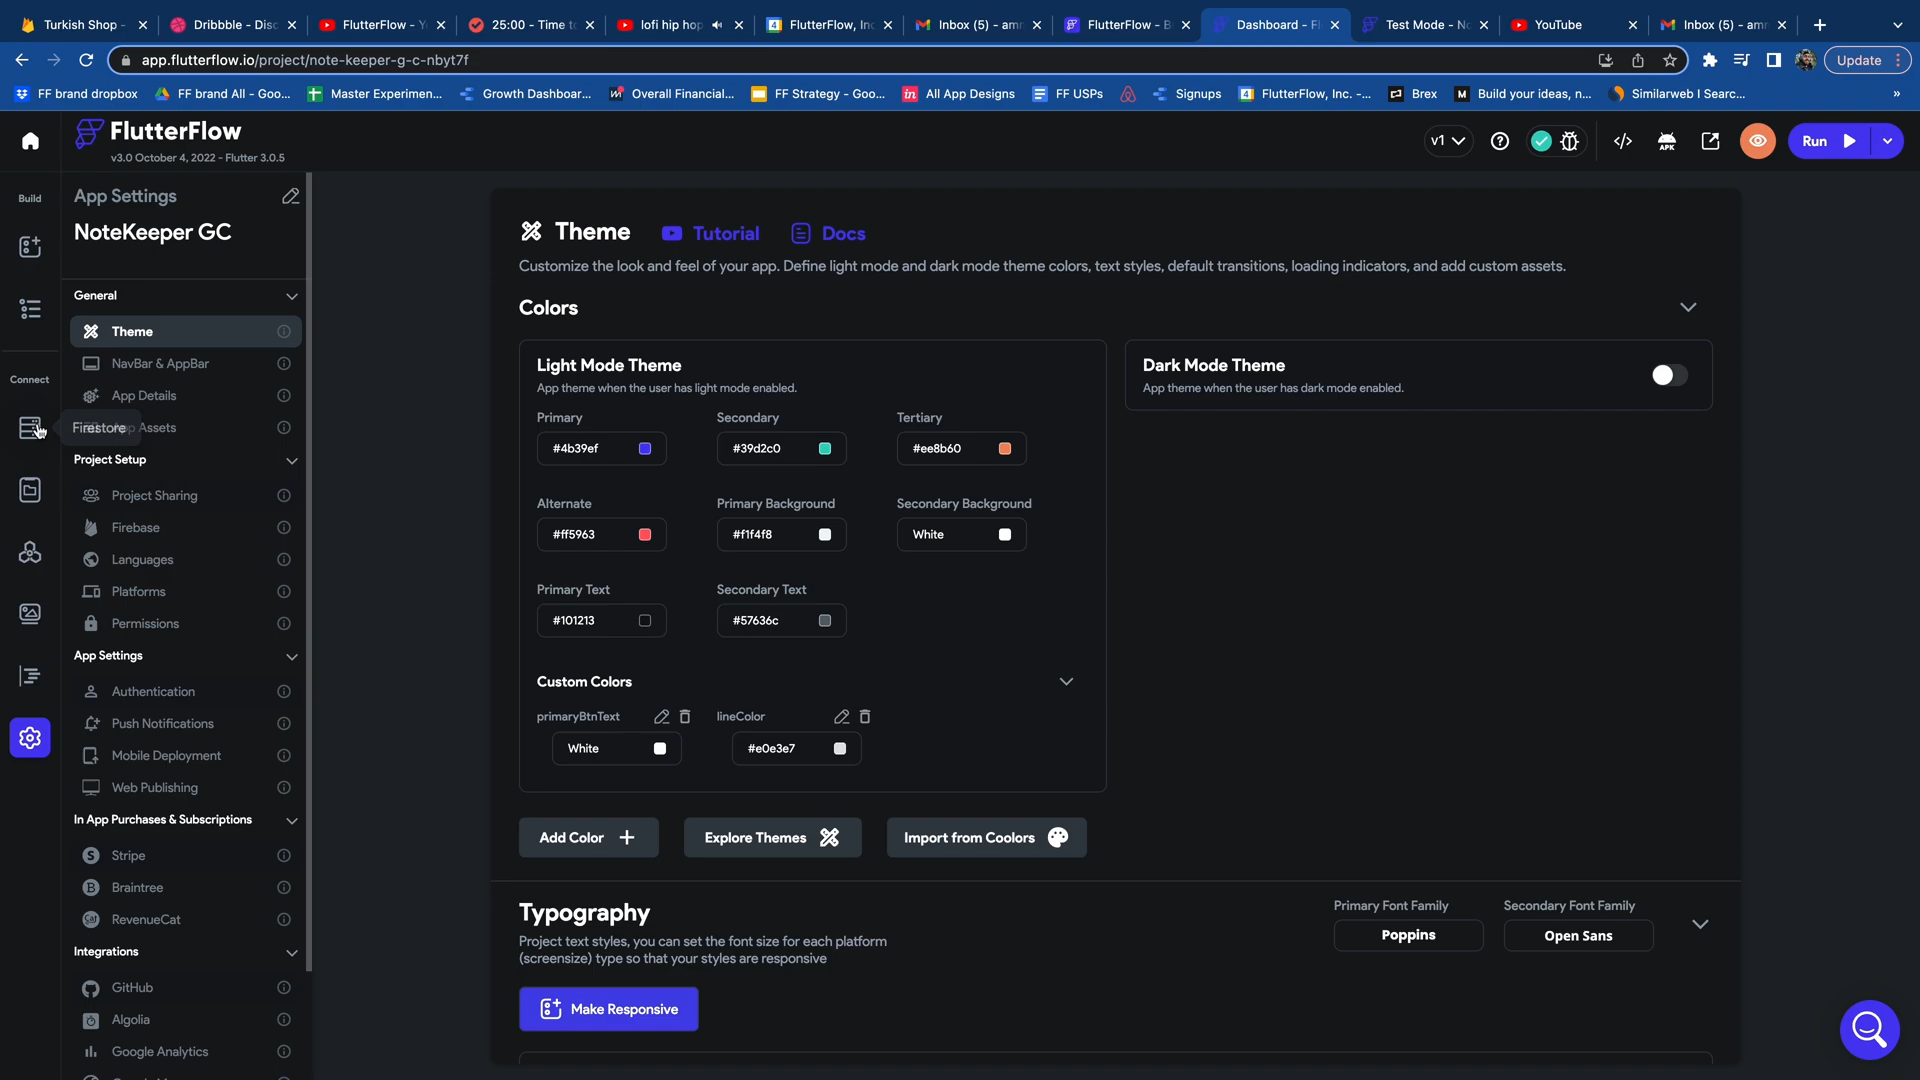 Turkish Shop -
Dribbble - Disc
FlutterFlow - Y
25:00 - Time to
lofi hip hop
FlutterFlow, In
Inbox (5) - am
FlutterFlow - B
Dashboard - Fl
Test Mode - No
YouTube
Inbox (5) - am
app.flutterflow.io/project/note-keeper-g-c-nbyt7f
Update
FF brand dropbox
FF brand All - Goo...
Master Experimen...
Growth Dashboar...
Overall Financial...
FF Strategy - Goo...
All App Designs
FF USPs
Signups
FlutterFlow, Inc. -...
Brex
Build your ideas, n...
Similarweb I Searc...
»
FlutterFlow
v3.0 October 4, 2022 - Flutter 3.0.5
v1
APK
Run
Build
Connect
Firestore
App Settings
NoteKeeper GC
General
Theme
NavBar & AppBar
App Details
App Assets
Project Setup
Project Sharing
Firebase
Languages
Platforms
Permissions
App Settings
Authentication
Push Notifications
Mobile Deployment
Web Publishing
In App Purchases & Subscriptions
Stripe
Braintree
RevenueCat
Integrations
GitHub
Algolia
Google Analytics
Theme
Tutorial
Docs
Customize the look and feel of your app. Define light mode and dark mode theme colors, text styles, default transitions, loading indicators, and add custom assets.
Colors
Light Mode Theme
App theme when the user has light mode enabled.
Primary
Secondary
Tertiary
#4b39ef
#39d2c0
#ee8b60
Alternate
Primary Background
Secondary Background
#ff5963
#f1f4f8
White
Primary Text
Secondary Text
#101213
#57636c
Custom Colors
primaryBtnText
lineColor
White
#e0e3e7
Dark Mode Theme
App theme when the user has dark mode enabled.
Add Color
Explore Themes
Import from Coolors
Typography
Project text styles, you can set the font size for each platform
(screensize) type so that your styles are responsive
Primary Font Family
Secondary Font Family
Poppins
Open Sans
Make Responsive